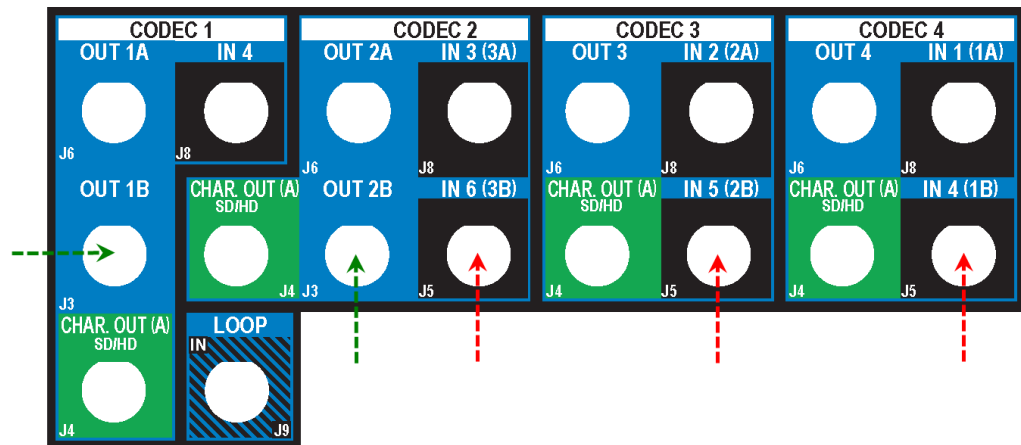 CODEC 1
CODEC 2
CODEC 3
CODEC 4
OUT 1A
IN 4
OUT 2A
IN 3 (3A)
OUT 3
IN 2 (2A)
OUT 4
IN 1 (1A)
J6
J8
J6
J8
J6
J8
J6
J8
OUT 1B
CHAR. OUT (A)
SD/HD
OUT 2B
IN 6 (3B)
CHAR. OUT (A)
SD/HD
IN 5 (2B)
CHAR. OUT (A)
SD/HD
IN 4 (1B)
J3
J4
J3
J5
J4
J5
J4
J5
CHAR. OUT (A)
SD/HD
LOOP
IN
J4
J9